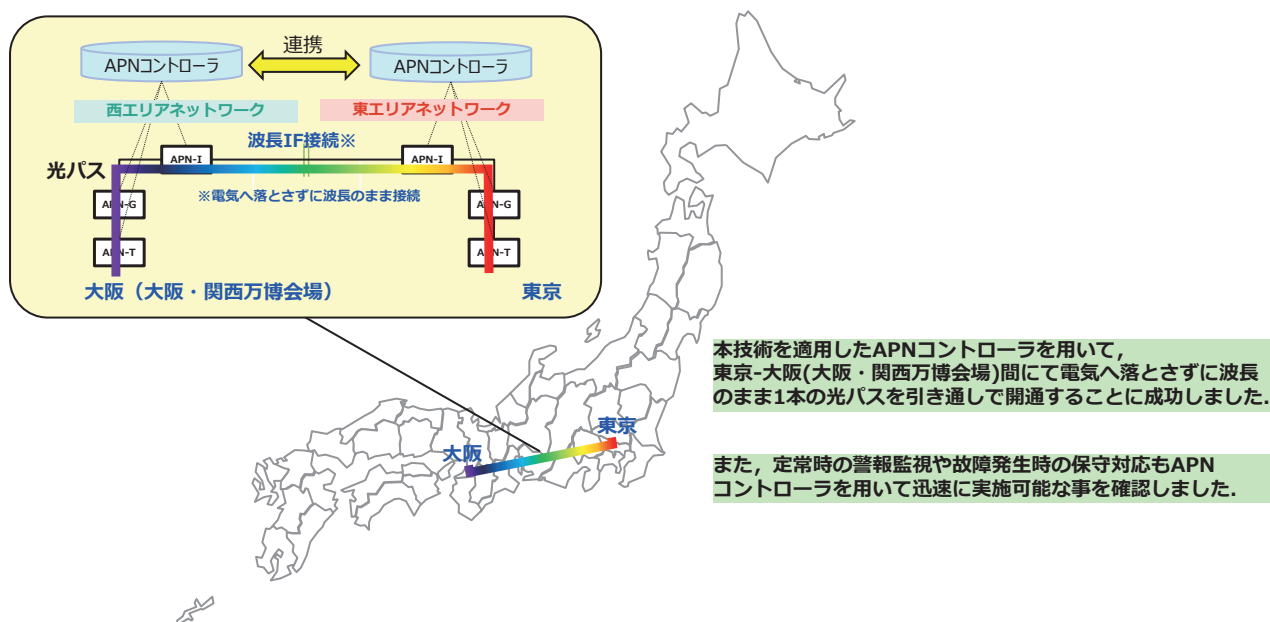 連携
APNコントローラ
APNコントローラ
西エリアネットワーク
東エリアネットワーク
波長IF接続※
APN-I
APN-I
光パス
※電気へ落とさずに波長のまま接続
APN-G
APN-G
APN-T
APN-T
大阪（大阪・関西万博会場）
東京
本技術を適用したAPNコントローラを用いて，
東京-大阪(大阪・関西万博会場)間にて電気へ落とさずに波長
のまま1本の光パスを引き通しで開通することに成功しました.
東京
大阪
また，定常時の警報監視や故障発生時の保守対応もAPN
コントローラを用いて迅速に実施可能な事を確認しました.